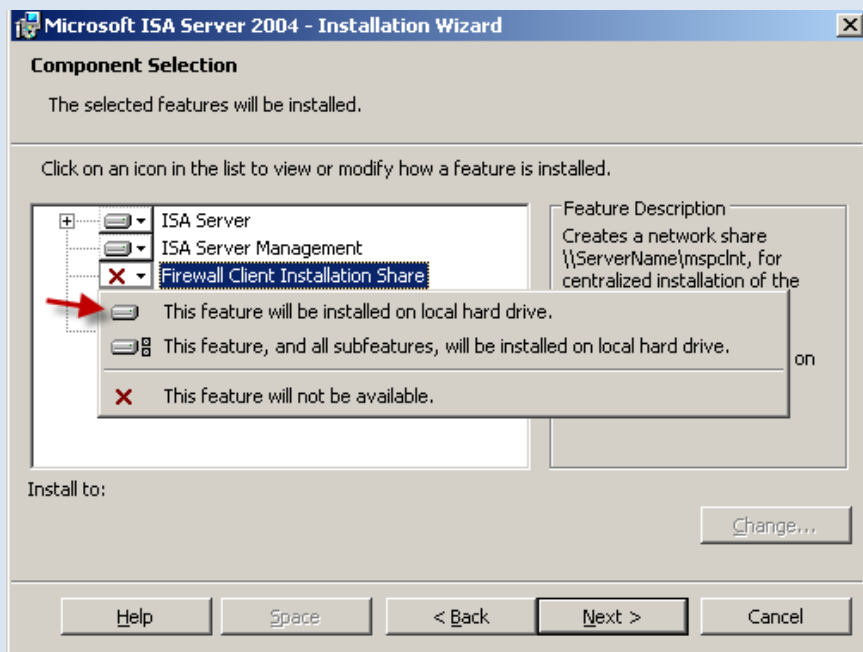 Microsoft ISA Server 2004 - Installation Wizard
Component Selection
The selected features will be installed.
Click on an icon in the list to view or modify how a feature is installed.
ISA Server
ISA Server Management
Firewall Client Installation Share
This feature will be installed on local hard drive.
This feature, and all subfeatures, will be installed on local hard drive.
This feature will not be available.
Feature Description
Creates a network share
\\ServerName\mspclnt, for
centralized installation of the
on
Install to:
Change...
Help
Space
< Back
Next >
Cancel